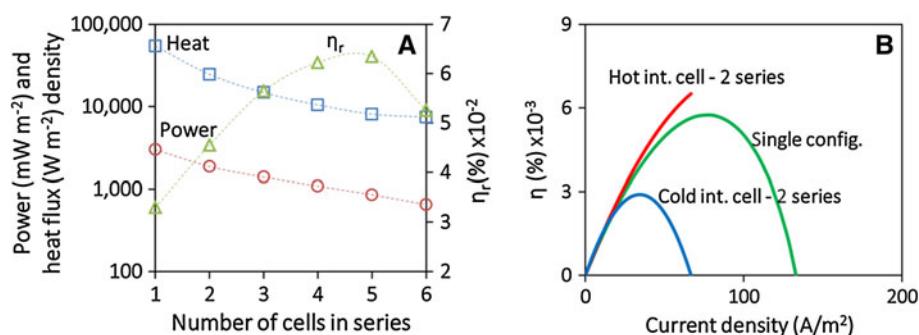 Power (mW m⁻²) and
heat flux (W m⁻²) density
100,000
10,000
1,000
100
Heat
Power
ηr
A
7
6
5
4
3
2
ηr(%) x10⁻²
1 2 3 4 5 6
Number of cells in series
η (%) x10⁻³
9
6
3
0
B
Hot int. cell - 2 series
Single config.
Cold int. cell - 2 series
0 100 200
Current density (A/m²)